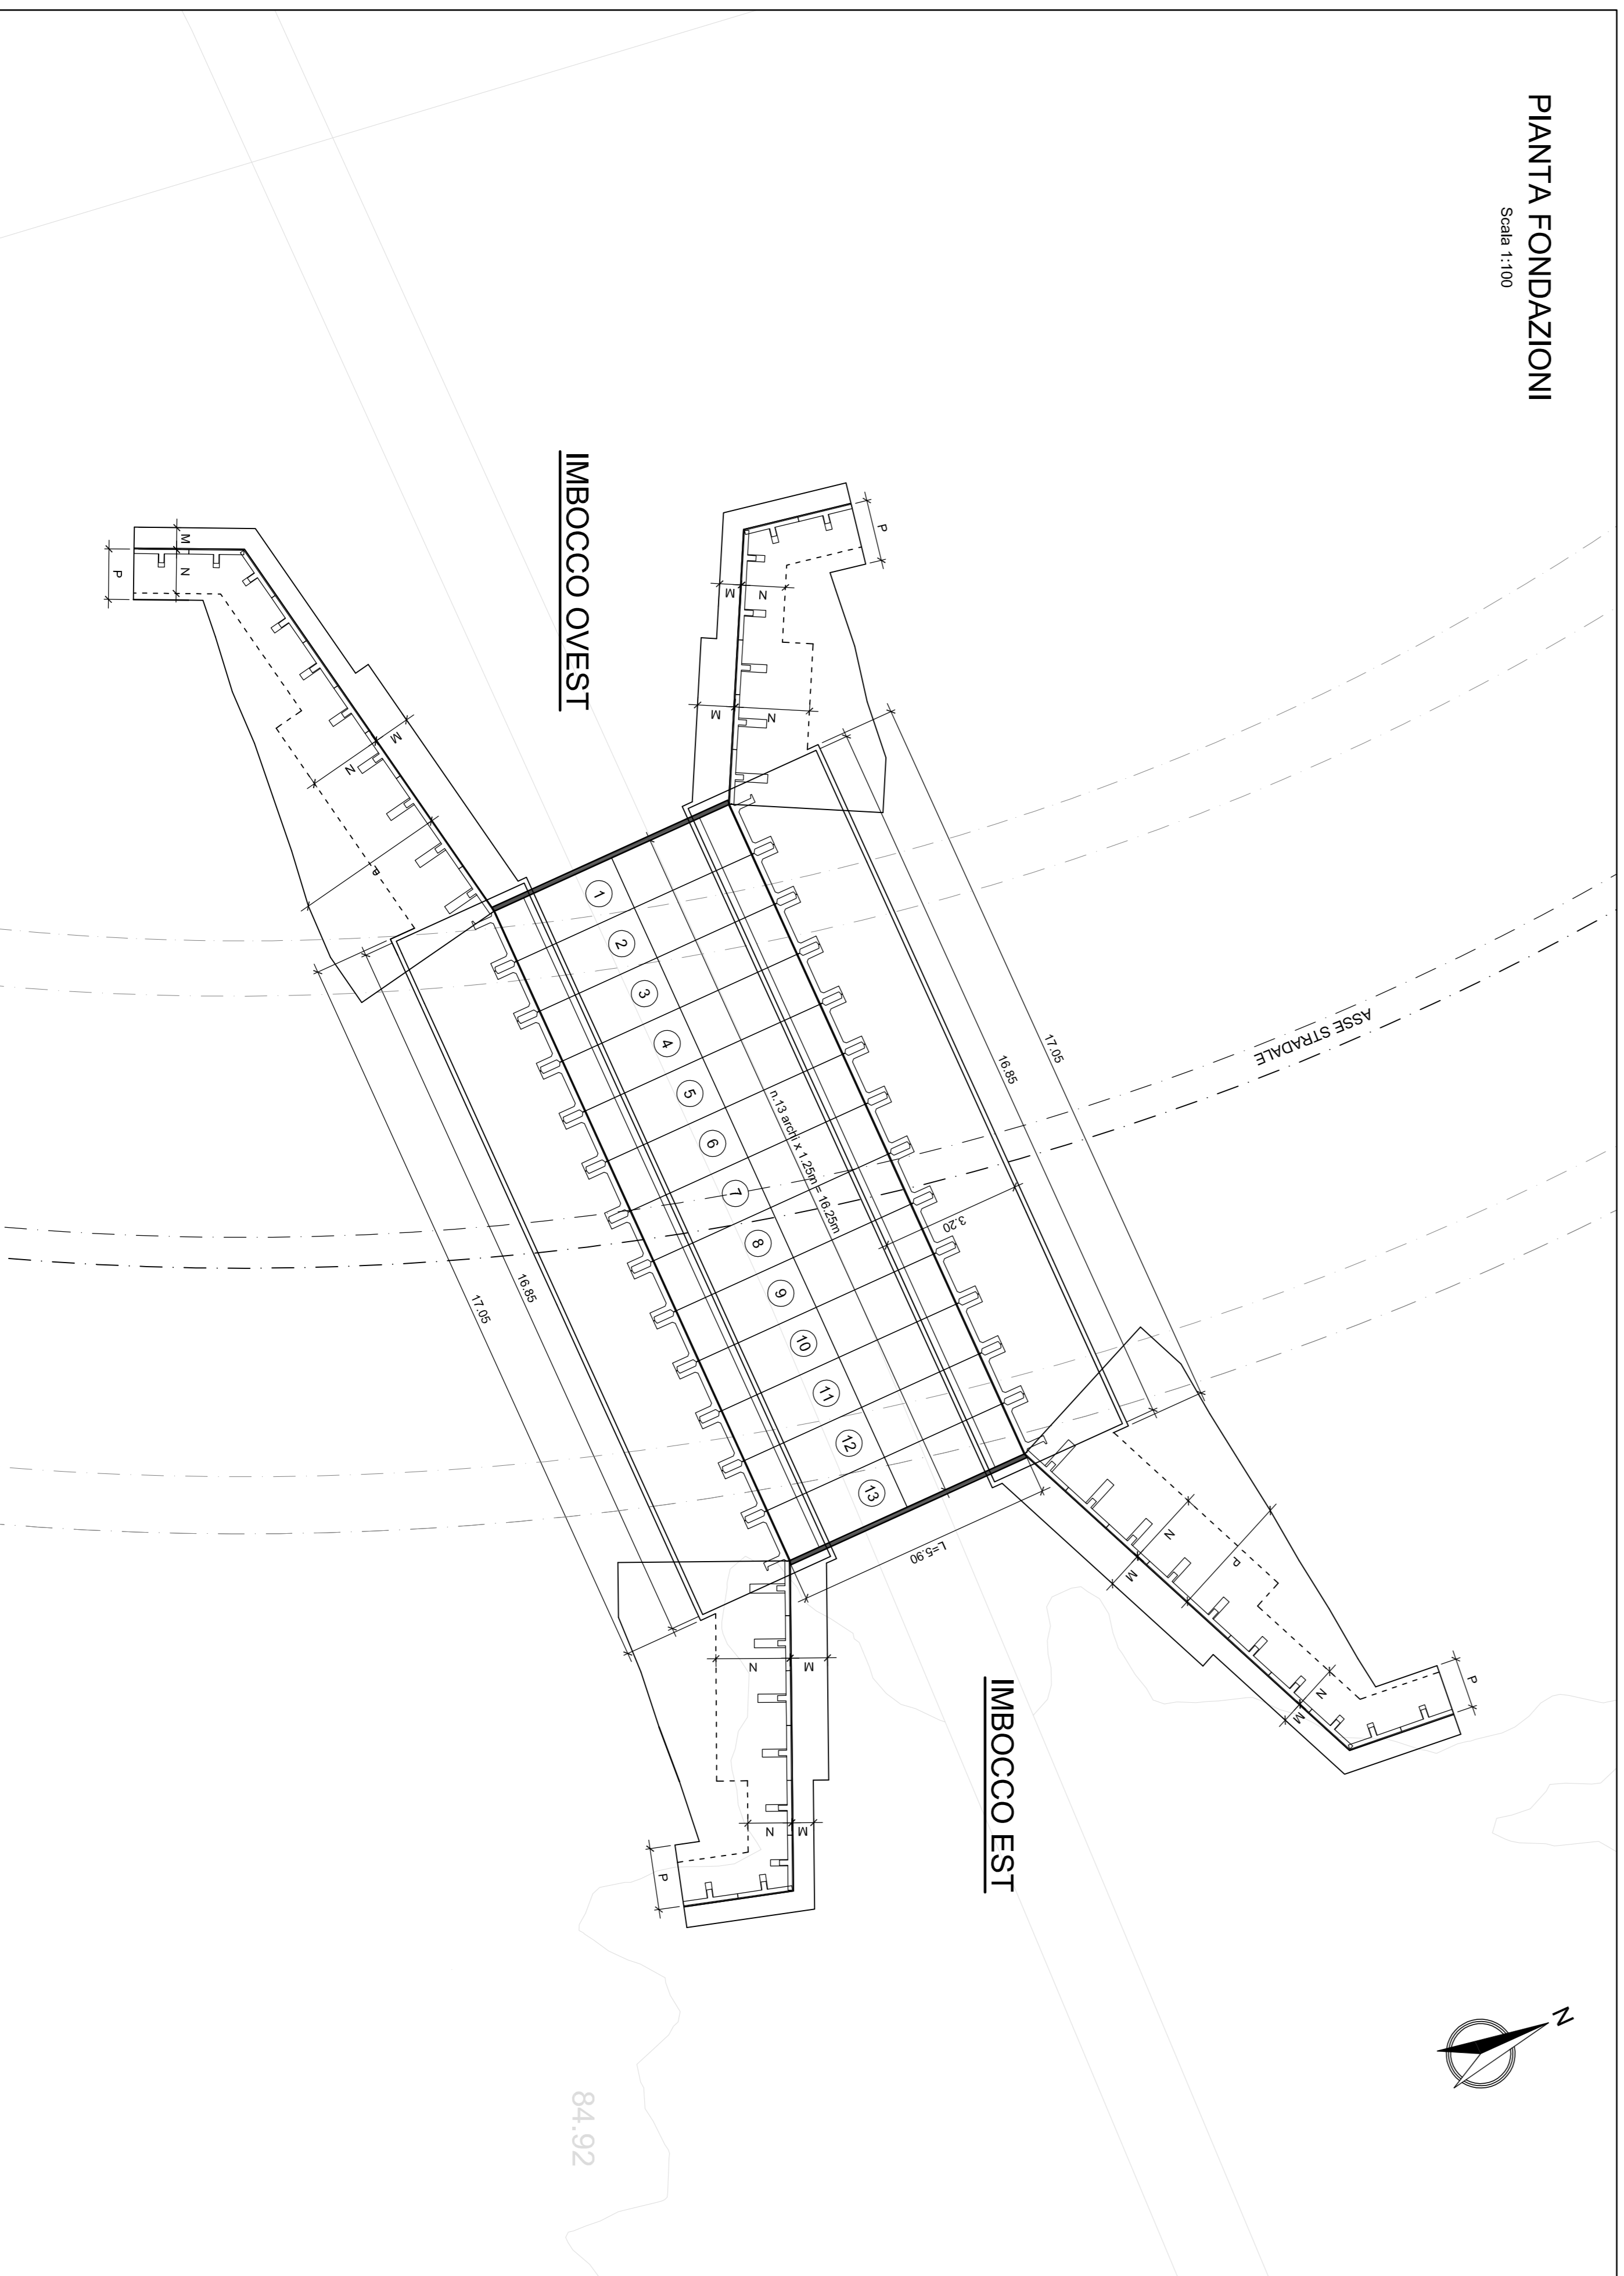 PIANTA FONDAZIONI
Scala 1:100
IMBOCCO OVEST
IMBOCCO EST
ASSE STRADALE
17.05
16.85
n.13 archi x 1.25m = 16.25m
3.20
L=5.90
1
2
3
4
5
6
7
8
9
10
11
12
13
16.85
17.05
P
M
N
M
N
M
N
P
M
N
P
N
M
P
N
M
P
N
M
N
M
P
N
84.92